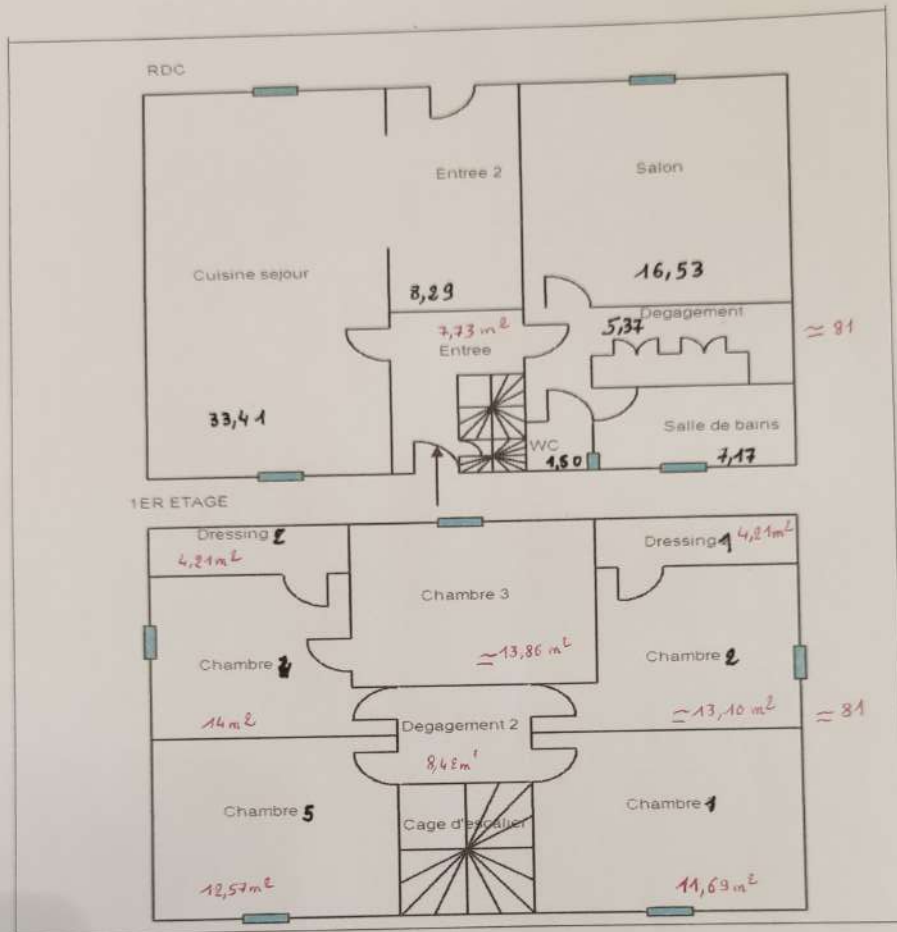 RDC
Entree 2
Salon
Cuisine sejour
16,53
8,29
Degagement
5,37
7,73 m²
Entree
≃ 81
33,41
Salle de bains
WC
1,50
7,17
1ER ETAGE
Dressing 2
4,21m²
Dressing 1
4,21m²
Chambre 3
≃13,86 m²
Chambre 4
14m²
Chambre 2
≃13,10 m²
Degagement 2
8,42m²
≃ 81
Chambre 5
Cage d'escalier
Chambre 1
12,57m²
11,69m²